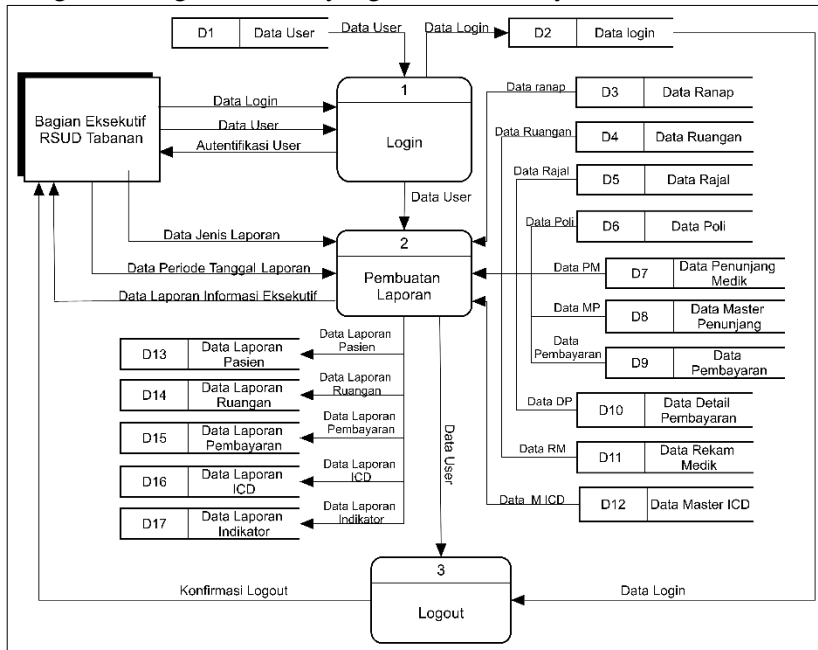 D1 Data User
Data User
Data Login
D2 Data login
Bagian Eksekutif
RSUD Tabanan
Data Login
Data User
Autentifikasi User
1
Login
Data User
Data ranap
D3 Data Ranap
Data Ruangan
D4 Data Ruangan
Data Rajal
D5 Data Rajal
Data Poli
D6 Data Poli
Data PM
D7 Data Penunjang
Medik
Data MP
D8 Data Master
Penunjang
Data
Pembayaran
D9 Data
Pembayaran
Data DP
D10 Data Detail
Pembayaran
Data RM
D11 Data Rekam
Medik
Data M ICD
D12 Data Master ICD
Data Jenis Laporan
Data Periode Tanggal Laporan
Data Laporan Informasi Eksekutif
2
Pembuatan
Laporan
D13 Data Laporan
Pasien
Data Laporan
Pasien
D14 Data Laporan
Ruangan
Data Laporan
Ruangan
D15 Data Laporan
Pembayaran
Data Laporan
Pembayaran
D16 Data Laporan
ICD
Data Laporan
ICD
D17 Data Laporan
Indikator
Data Laporan
Indikator
Data User
3
Logout
Konfirmasi Logout
Data Login